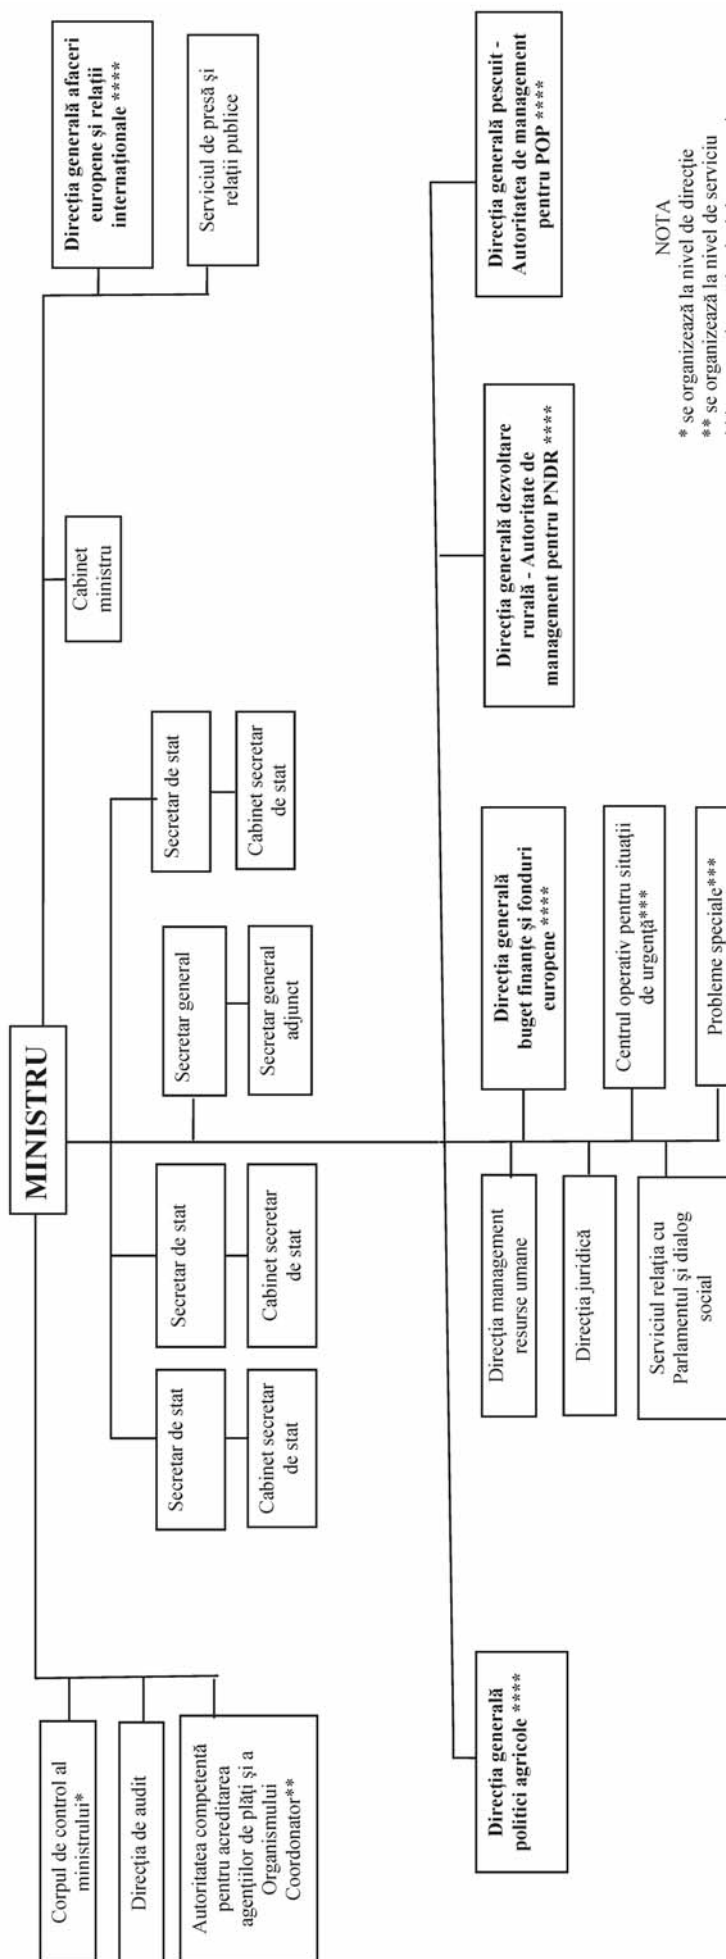 MINISTRU
Corpul de control al
ministrului*
Direcția de audit
Autoritatea competentă
pentru acreditarea
agențiilor de plăți și a
Organismului
Coordonator**
Secretar de stat
Cabinet secretar
de stat
Secretar de stat
Cabinet secretar
de stat
Secretar general
Secretar general
adjunct
Secretar de stat
Cabinet secretar
de stat
Cabinet
ministru
Direcția generală afaceri
europene și relații
internaționale ****
Serviciul de presă și
relații publice
Direcția generală
politici agricole ****
Direcția management
resurse umane
Direcția juridică
Serviciul relația cu
Parlamentul și dialog
social
Direcția generală
buget finanțe și fonduri
europene ****
Centrul operativ pentru situații
de urgență***
Probleme speciale***
Direcția generală dezvoltare
rurală - Autoritate de
management pentru PNDR ****
Direcția generală pescuit -
Autoritatea de management
pentru POP ****
NOTA
* se organizează la nivel de direcție
** se organizează la nivel de serviciu